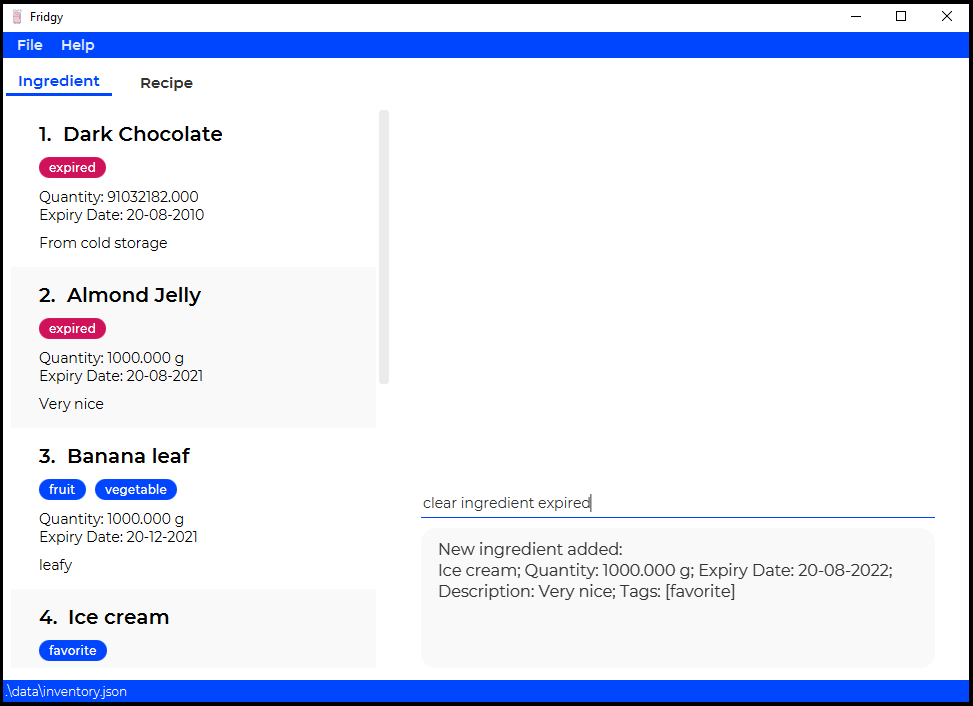 Fridgy
File Help
Ingredient Recipe
1. Dark Chocolate
expired
Quantity: 91032182.000
Expiry Date: 20-08-2010
From cold storage
2. Almond Jelly
expired
Quantity: 1000.000 g
Expiry Date: 20-08-2021
Very nice
3. Banana leaf
fruit vegetable
Quantity: 1000.000 g
Expiry Date: 20-12-2021
leafy
4. Ice cream
favorite
clear ingredient expired
New ingredient added:
Ice cream; Quantity: 1000.000 g; Expiry Date: 20-08-2022;
Description: Very nice; Tags: [favorite]
.\data\inventory.json